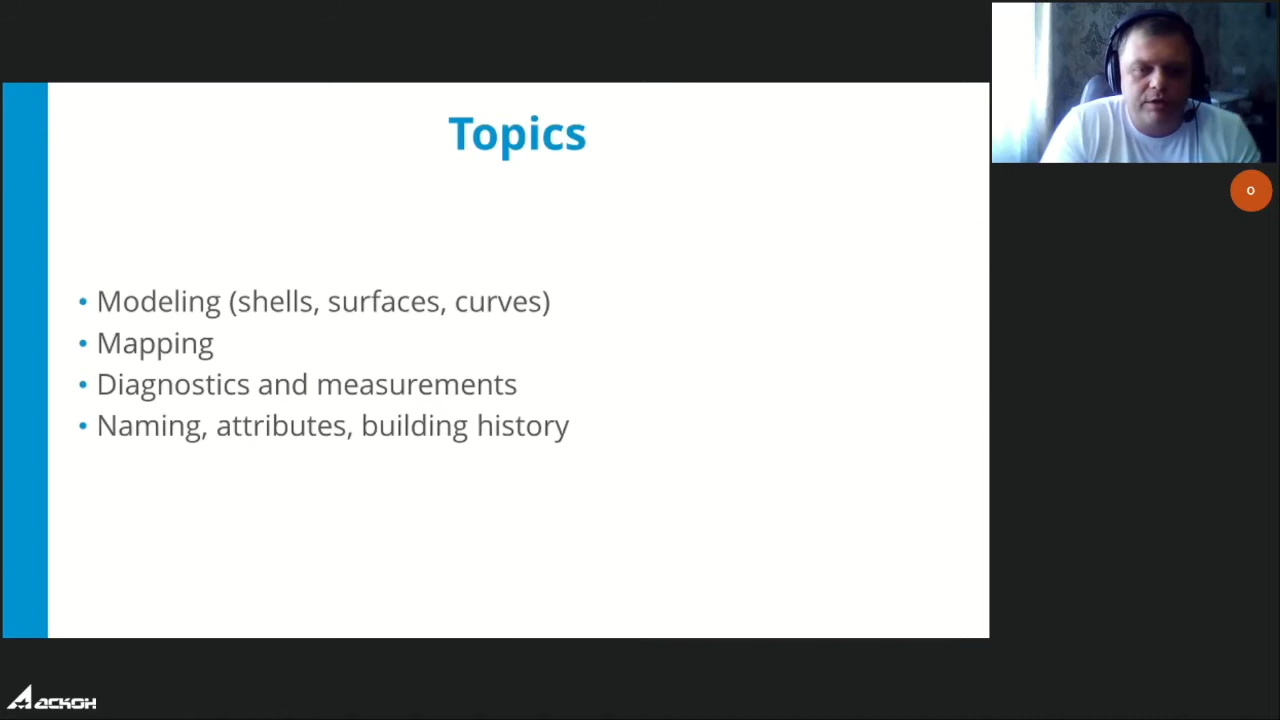 Topics
• Modeling (shells, surfaces, curves)
• Mapping
• Diagnostics and measurements
• Naming, attributes, building history
O
АСКОН